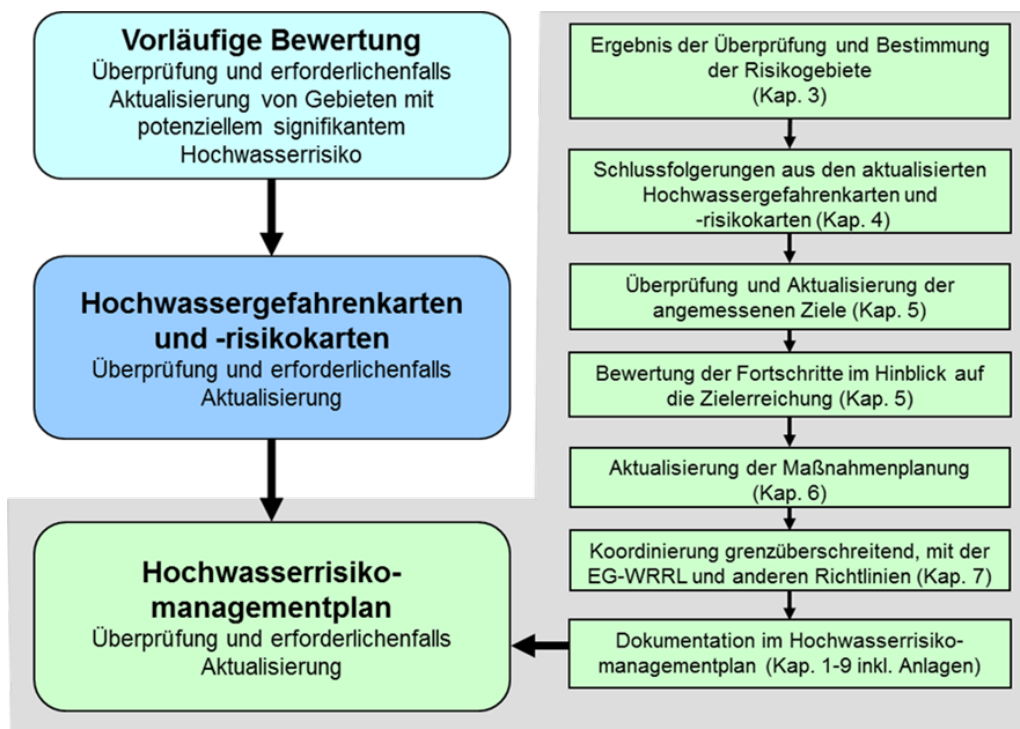 Vorläufige Bewertung
Überprüfung und erforderlichenfalls
Aktualisierung von Gebieten mit
potenziellem signifikantem
Hochwasserrisiko
Hochwassergefahrenkarten
und -risikokarten
Überprüfung und erforderlichenfalls
Aktualisierung
Hochwasserrisiko-
managementplan
Überprüfung und erforderlichenfalls
Aktualisierung
Ergebnis der Überprüfung und Bestimmung
der Risikogebiete
(Kap. 3)
Schlussfolgerungen aus den aktualisierten
Hochwassergefahrenkarten und
-risikokarten (Kap. 4)
Überprüfung und Aktualisierung der
angemessenen Ziele (Kap. 5)
Bewertung der Fortschritte im Hinblick auf
die Zielerreichung (Kap. 5)
Aktualisierung der Maßnahmenplanung
(Kap. 6)
Koordinierung grenzüberschreitend, mit der
EG-WRRL und anderen Richtlinien (Kap. 7)
Dokumentation im Hochwasserrisiko-
managementplan (Kap. 1-9 inkl. Anlagen)